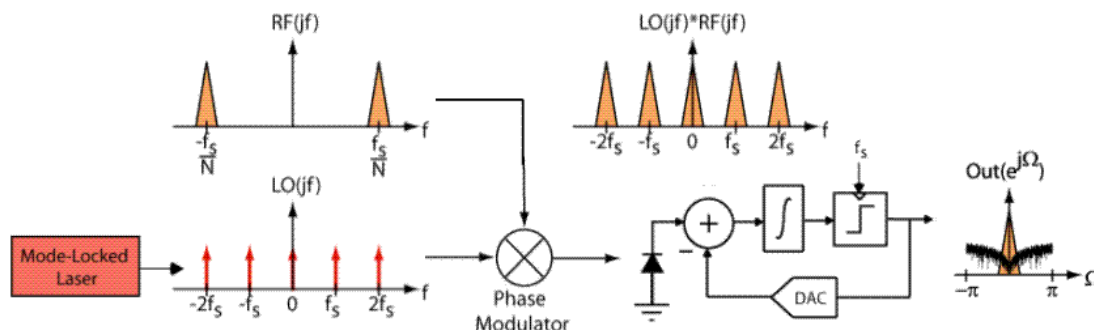 RF(jf)
-fs
N
fs
N
f
LO(jf)*RF(jf)
-2fs
-fs
0
fs
2fs
f
LO(jf)
Mode-Locked
Laser
-2fs
-fs
0
fs
2fs
f
Phase
Modulator
+
−
∫
fs
DAC
Out(e^jΩ)
-π
π
Ω